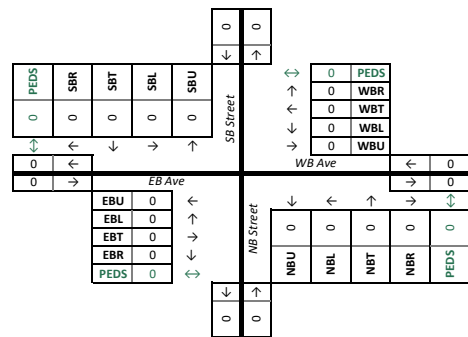 0 0
↓ ↑
PEDS SBR SBT SBL SBU
0 0 0 0 0
↕ ← ↓ → ↑
SB Street
↔ 0 PEDS
↑ 0 WBR
← 0 WBT
↓ 0 WBL
→ 0 WBU
0 ←
0 →
EB Ave
WB Ave
← 0
→ 0
EBU 0 ←
EBL 0 ↑
EBT 0 →
EBR 0 ↓
PEDS 0 ↔
NB Street
↓ ← ↑ → ↕
0 0 0 0 0
NBU NBL NBT NBR PEDS
↓ ↑
0 0